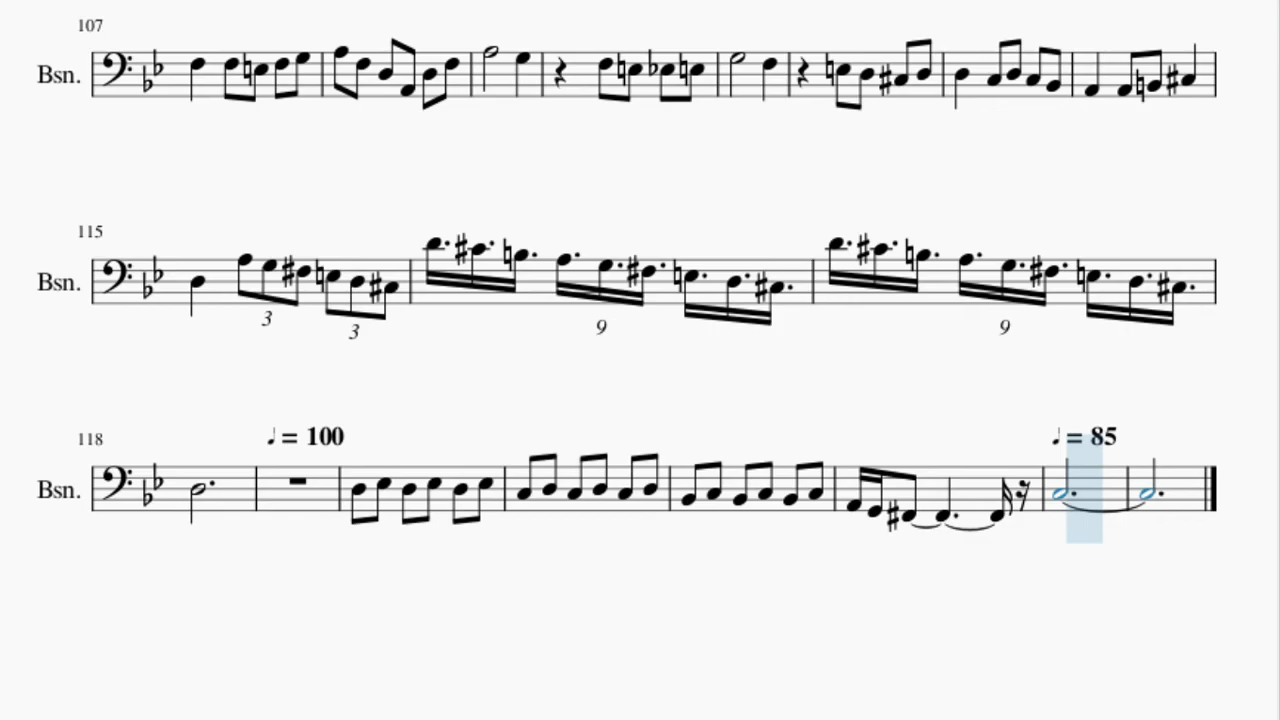 107
Bsn.
115
Bsn.
3
3
9
9
118
♩ = 100
♩ = 85
Bsn.